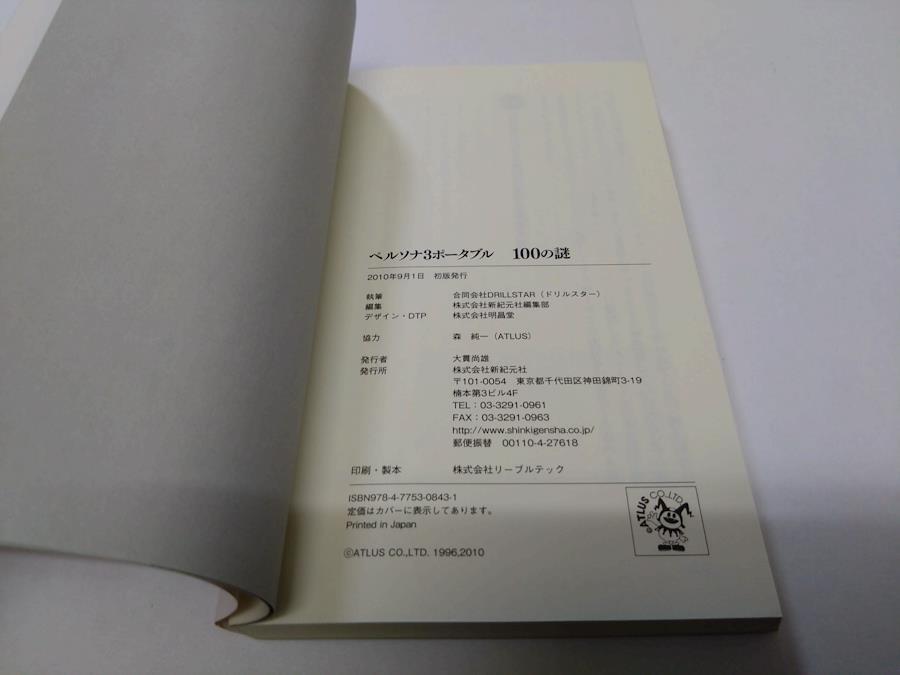 ペルソナ3ポータブル 100の謎
2010年9月1日 初版発行
執筆 合同会社DRILLSTAR（ドリルスター）
編集 株式会社新紀元社編集部
デザイン・DTP 株式会社明昌堂
協力 森 純一（ATLUS）
発行者 大貫尚雄
発行所 株式会社新紀元社
〒101-0054 東京都千代田区神田錦町3-19
楠本第3ビル4F
TEL：03-3291-0961
FAX：03-3291-0963
http://www.shinkigensha.co.jp/
郵便振替 00110-4-27618
印刷・製本 株式会社リーブルテック
ISBN978-4-7753-0843-1
定価はカバーに表示してあります。
Printed in Japan
©ATLUS CO.,LTD. 1996,2010
©ATLUS CO.,LTD.